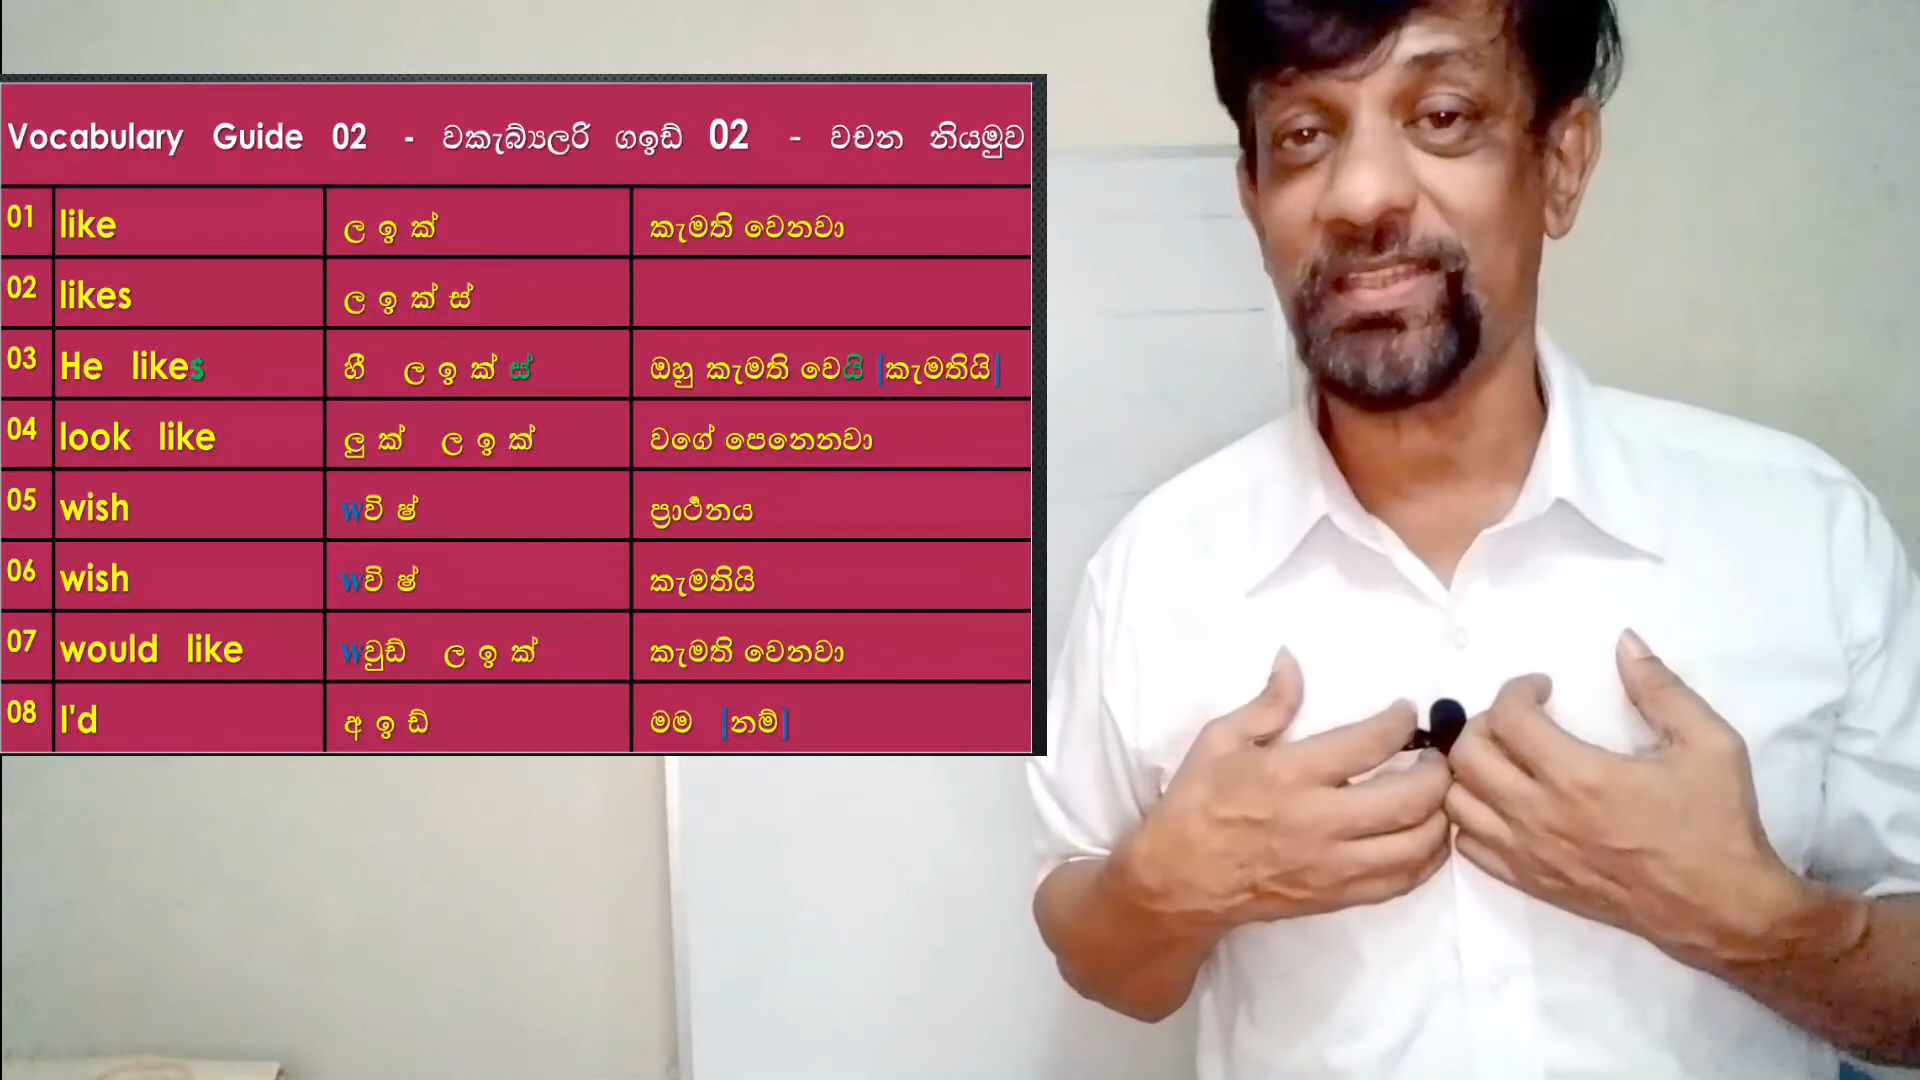 Vocabulary Guide 02 - වකැබ්‍යලරි ගඉඩ් 02 - වචන නියමුව
01 like ල ඉ ක් කැමති වෙනවා
02 likes ල ඉ ක් ස්
03 He likes හී ල ඉ ක් ස් ඔහු කැමති වෙයි |කැමතියි|
04 look like ලු ක් ල ඉ ක් වගේ පෙනෙනවා
05 wish wවි ෂ් ප්‍රාර්ථනය
06 wish wවි ෂ් කැමතියි
07 would like wවුඩ් ල ඉ ක් කැමති වෙනවා
08 I'd අ ඉ ඩ් මම |නම්|